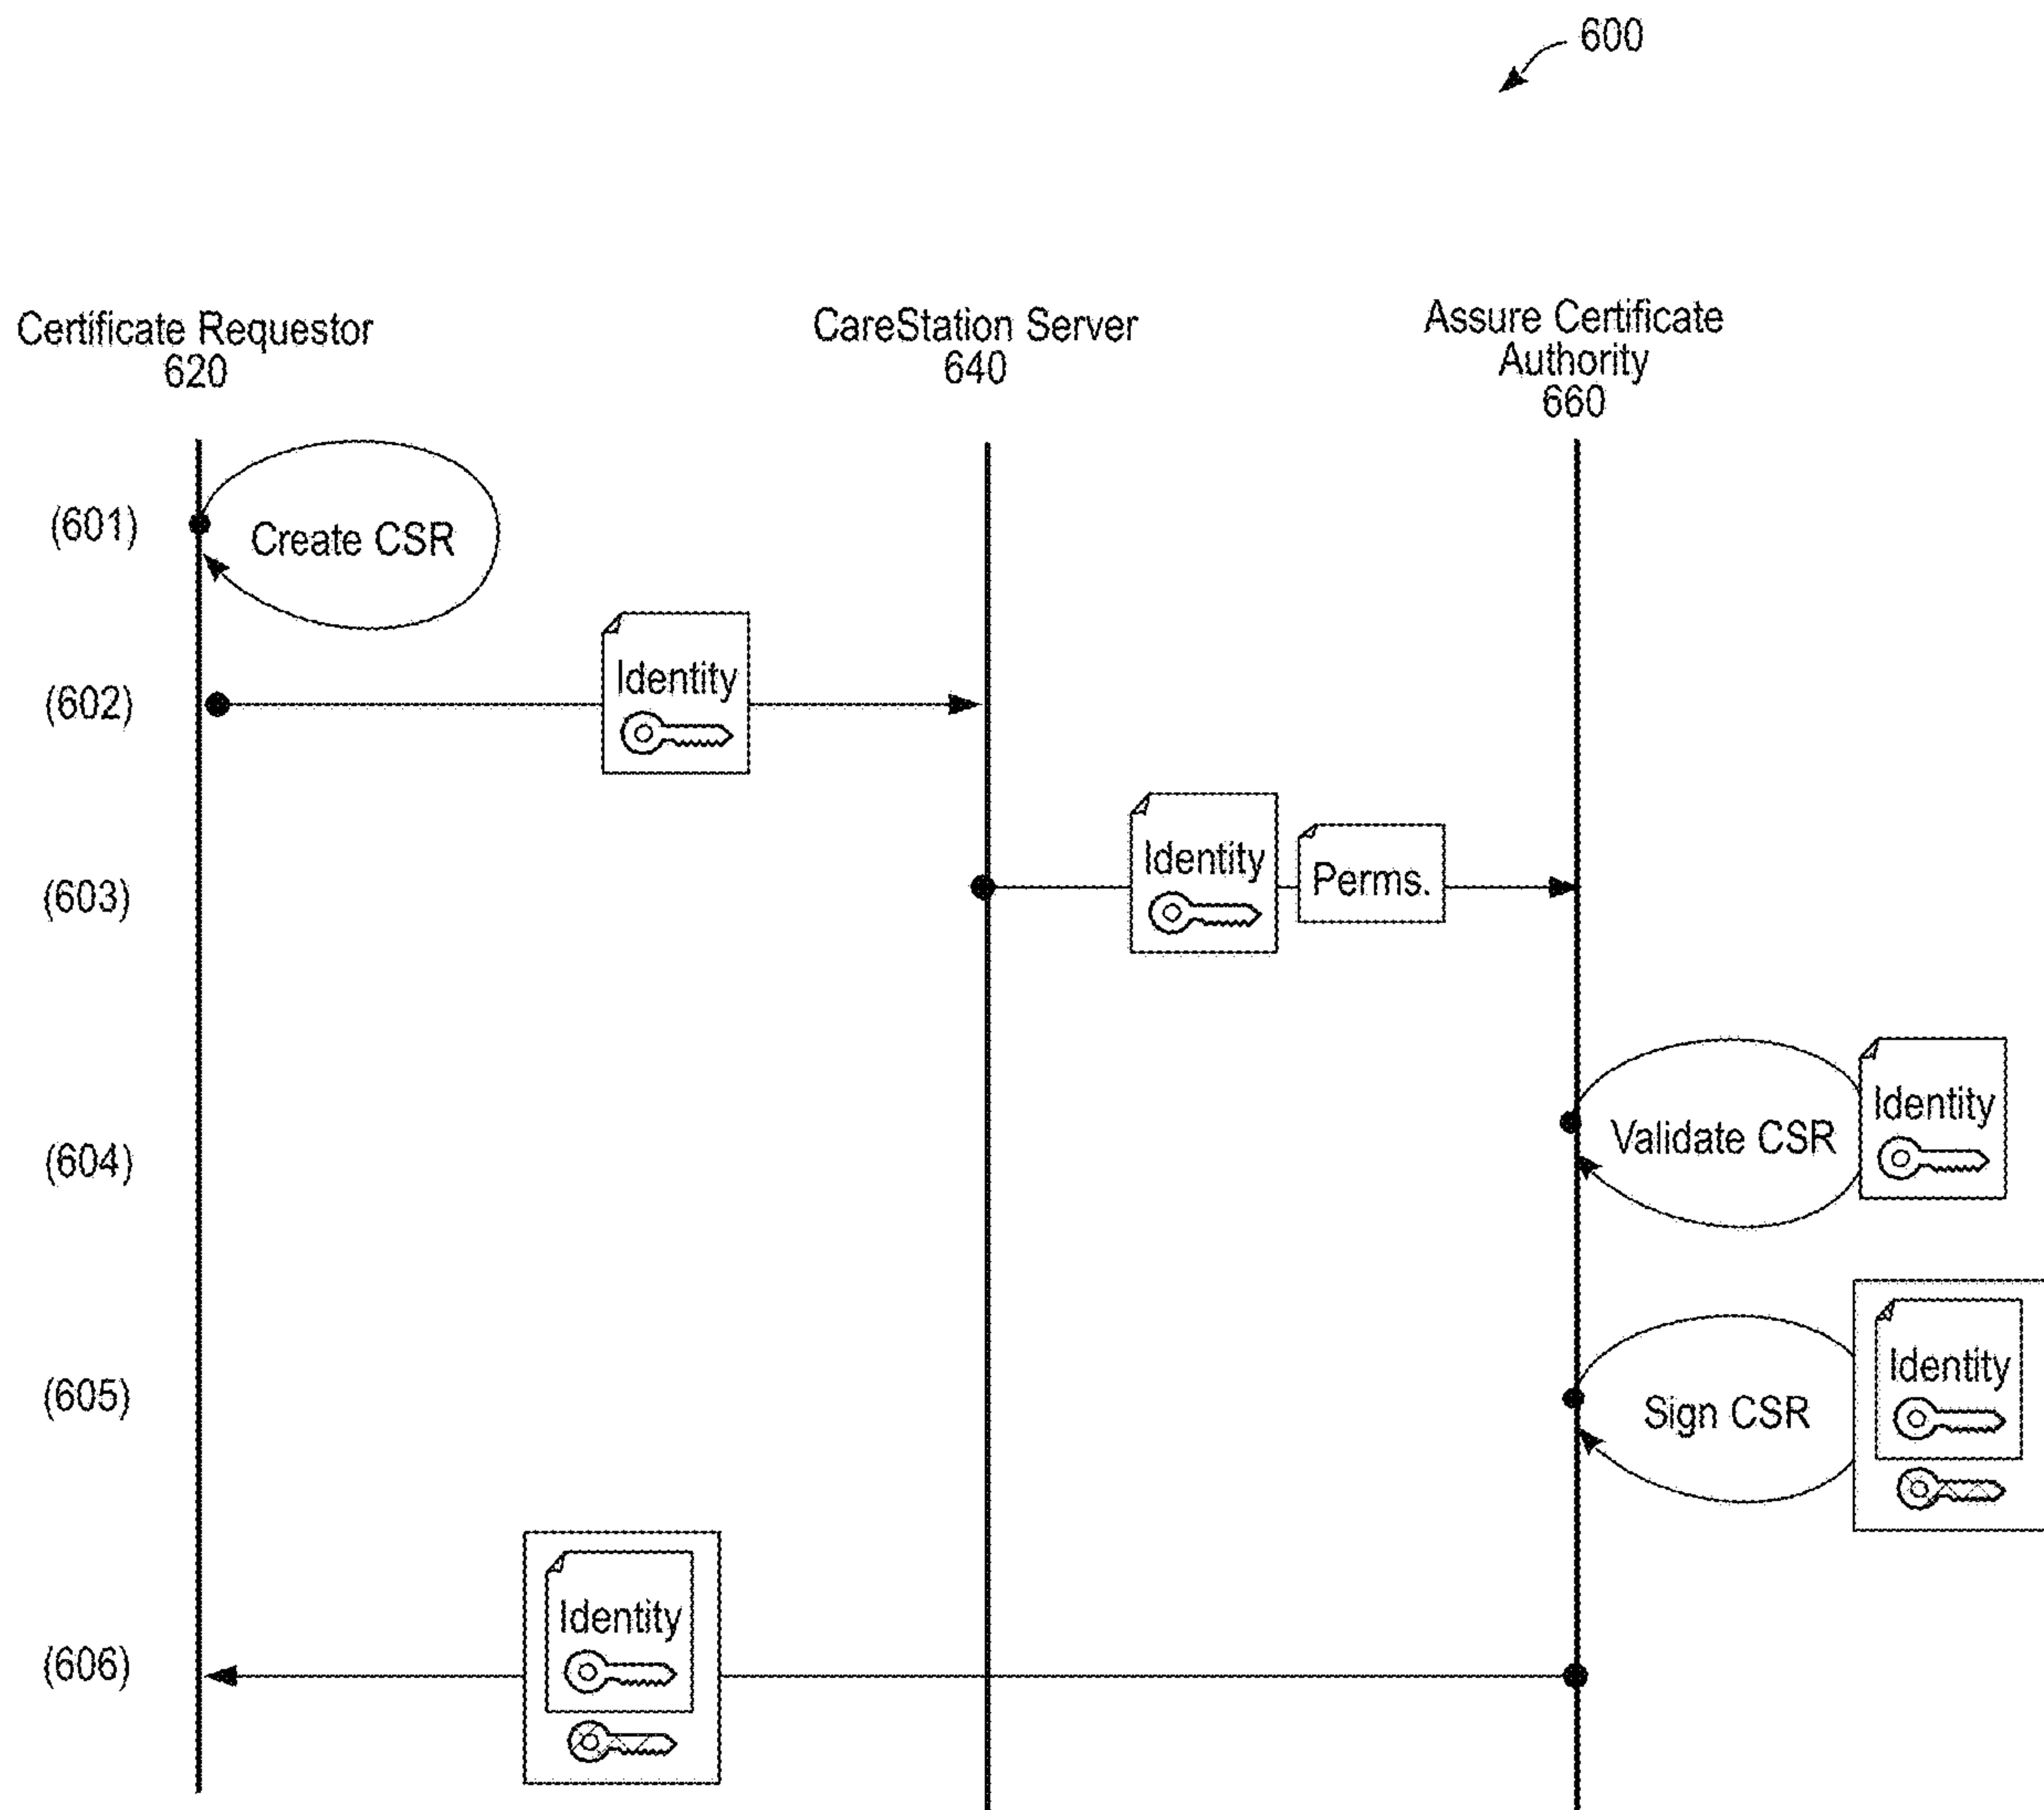 600
Certificate Requestor
620
CareStation Server
640
Assure Certificate
Authority
660
(601)
Create CSR
(602)
Identity
(603)
Identity
Perms.
(604)
Validate CSR
Identity
(605)
Sign CSR
Identity
(606)
Identity